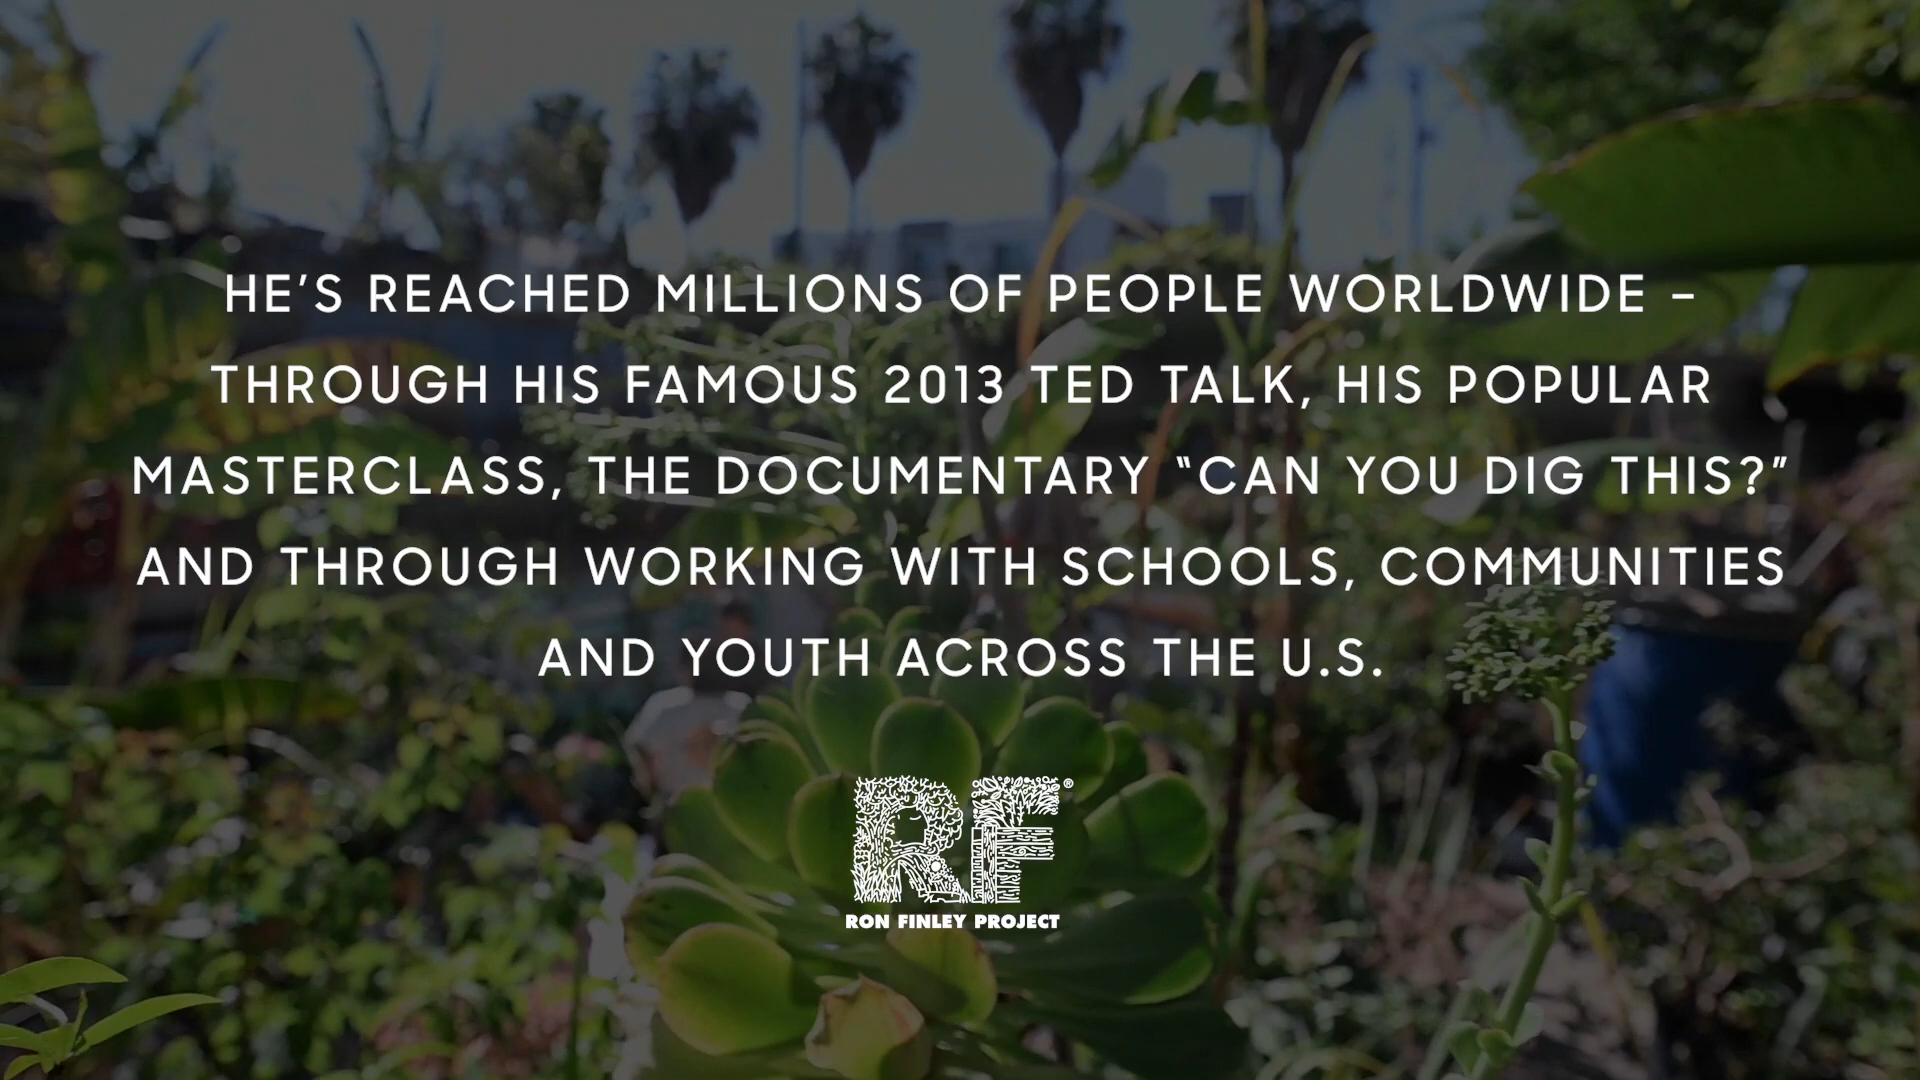 HE’S REACHED MILLIONS OF PEOPLE WORLDWIDE –
THROUGH HIS FAMOUS 2013 TED TALK, HIS POPULAR
MASTERCLASS, THE DOCUMENTARY “CAN YOU DIG THIS?”
AND THROUGH WORKING WITH SCHOOLS, COMMUNITIES
AND YOUTH ACROSS THE U.S.
RF®
RON FINLEY PROJECT